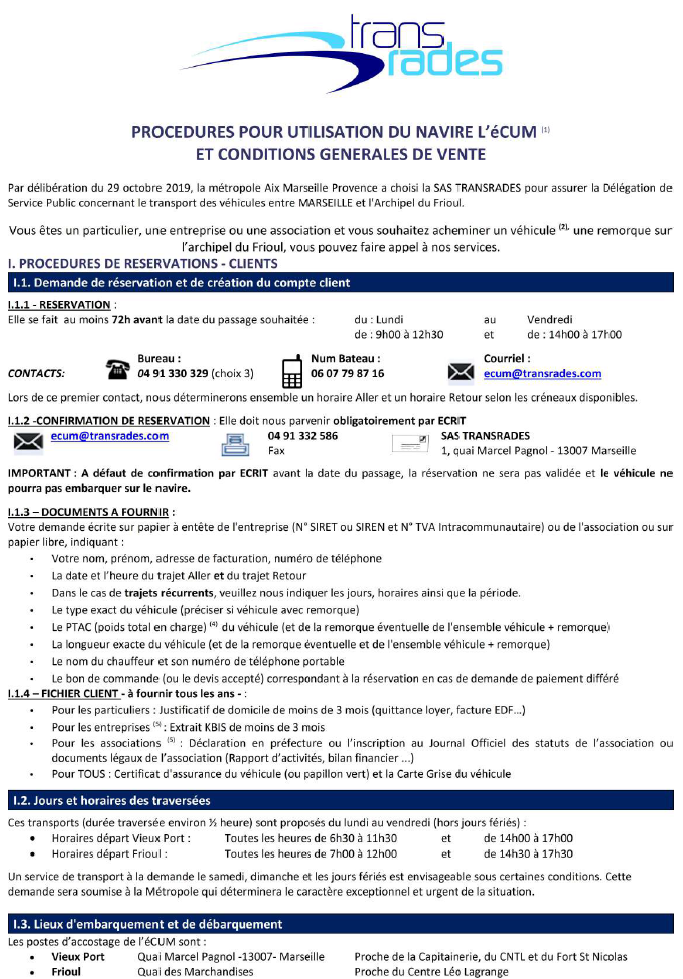 trans
rades
PROCEDURES POUR UTILISATION DU NAVIRE L'éCUM (1)
ET CONDITIONS GENERALES DE VENTE
Par délibération du 29 octobre 2019, la métropole Aix Marseille Provence a choisi la SAS TRANSRADES pour assurer la Délégation de
Service Public concernant le transport des véhicules entre MARSEILLE et l'Archipel du Frioul.
Vous êtes un particulier, une entreprise ou une association et vous souhaitez acheminer un véhicule (2), une remorque sur
l'archipel du Frioul, vous pouvez faire appel à nos services.
I. PROCEDURES DE RESERVATIONS - CLIENTS
I.1. Demande de réservation et de création du compte client
I.1.1 - RESERVATION :
Elle se fait au moins 72h avant la date du passage souhaitée : du : Lundi au Vendredi
de : 9h00 à 12h30 et de : 14h00 à 17h00
Bureau : Num Bateau : Courriel :
CONTACTS: 04 91 330 329 (choix 3) 06 07 79 87 16 ecum@transrades.com
Lors de ce premier contact, nous déterminerons ensemble un horaire Aller et un horaire Retour selon les créneaux disponibles.
I.1.2 -CONFIRMATION DE RESERVATION : Elle doit nous parvenir obligatoirement par ECRIT
ecum@transrades.com 04 91 332 586 SAS TRANSRADES
Fax 1, quai Marcel Pagnol - 13007 Marseille
IMPORTANT : A défaut de confirmation par ECRIT avant la date du passage, la réservation ne sera pas validée et le véhicule ne
pourra pas embarquer sur le navire.
I.1.3 – DOCUMENTS A FOURNIR :
Votre demande écrite sur papier à entête de l'entreprise (N° SIRET ou SIREN et N° TVA Intracommunautaire) ou de l'association ou sur
papier libre, indiquant :
• Votre nom, prénom, adresse de facturation, numéro de téléphone
• La date et l'heure du trajet Aller et du trajet Retour
• Dans le cas de trajets récurrents, veuillez nous indiquer les jours, horaires ainsi que la période.
• Le type exact du véhicule (préciser si véhicule avec remorque)
• Le PTAC (poids total en charge) (4) du véhicule (et de la remorque éventuelle de l'ensemble véhicule + remorque)
• La longueur exacte du véhicule (et de la remorque éventuelle et de l'ensemble véhicule + remorque)
• Le nom du chauffeur et son numéro de téléphone portable
• Le bon de commande (ou le devis accepté) correspondant à la réservation en cas de demande de paiement différé
I.1.4 – FICHIER CLIENT - à fournir tous les ans - :
• Pour les particuliers : Justificatif de domicile de moins de 3 mois (quittance loyer, facture EDF…)
• Pour les entreprises (5) : Extrait KBIS de moins de 3 mois
• Pour les associations (5) : Déclaration en préfecture ou l'inscription au Journal Officiel des statuts de l'association ou
documents légaux de l'association (Rapport d'activités, bilan financier ...)
• Pour TOUS : Certificat d'assurance du véhicule (ou papillon vert) et la Carte Grise du véhicule
I.2. Jours et horaires des traversées
Ces transports (durée traversée environ ½ heure) sont proposés du lundi au vendredi (hors jours fériés) :
• Horaires départ Vieux Port : Toutes les heures de 6h30 à 11h30 et de 14h00 à 17h00
• Horaires départ Frioul : Toutes les heures de 7h00 à 12h00 et de 14h30 à 17h30
Un service de transport à la demande le samedi, dimanche et les jours fériés est envisageable sous certaines conditions. Cette
demande sera soumise à la Métropole qui déterminera le caractère exceptionnel et urgent de la situation.
I.3. Lieux d'embarquement et de débarquement
Les postes d'accostage de l'éCUM sont :
• Vieux Port Quai Marcel Pagnol -13007- Marseille Proche de la Capitainerie, du CNTL et du Fort St Nicolas
• Frioul Quai des Marchandises Proche du Centre Léo Lagrange